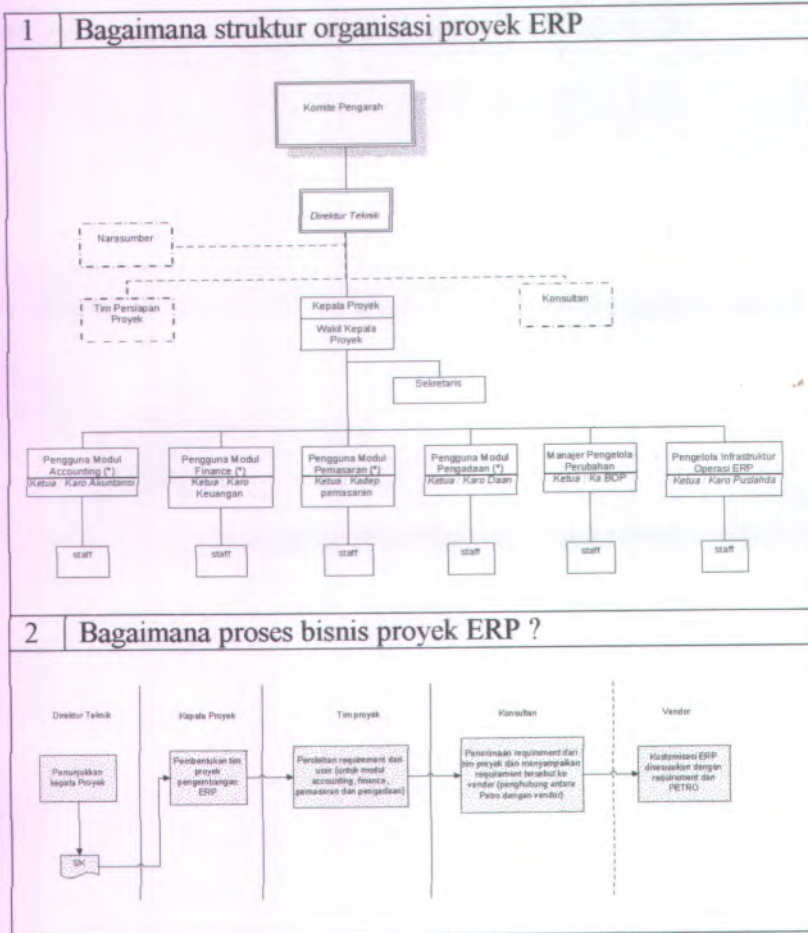 1 Bagaimana struktur organisasi proyek ERP
Komite Pengarah
Direktur Teknik
Narasumber
Tim Persiapan
Proyek
Kepala Proyek
Wakil Kepala
Proyek
Konsultan
Sekretaris
Pengguna Modul
Accounting (*)
Ketua : Karo Akuntansi
Pengguna Modul
Finance (*)
Ketua : Karo
Keuangan
Pengguna Modul
Pemasaran (*)
Ketua : Kadep
pemasaran
Pengguna Modul
Pengadaan (*)
Ketua : Karo Daan
Manajer Pengelola
Perubahan
Ketua : Ka BOP
Pengelola Infrastruktur
Operasi ERP
Ketua : Karo Puslahda
staff
staff
staff
staff
staff
staff
2 Bagaimana proses bisnis proyek ERP ?
Direktur Teknik
Kepala Proyek
Tim proyek
Konsultan
Vendor
Penunjukkan
kepala Proyek
SK
Pembentukan tim
proyek
pengembangan
ERP
Perolehan requirement dari
user (untuk modul
accounting, finance,
pemasaran dan pengadaan)
Penerimaan requirement dari
tim proyek dan menyampaikan
requirement tersebut ke
vendor (penghubung antara
Petro dengan vendor)
Kustomisasi ERP
disesuaikan dengan
requirement dari
PETRO